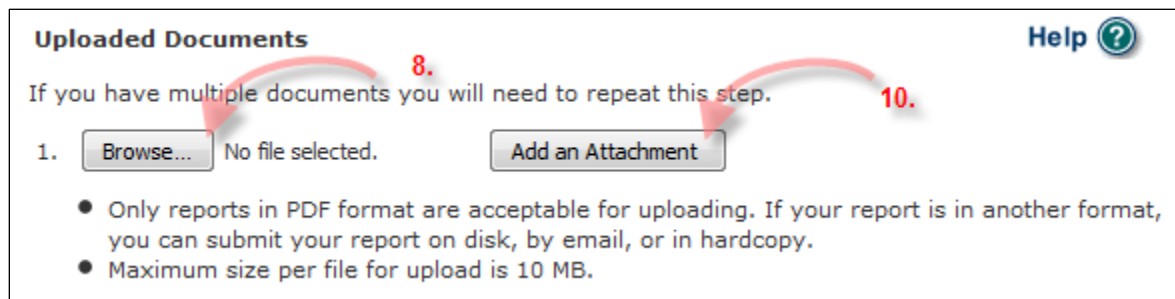 Uploaded Documents
Help ?
8.
If you have multiple documents you will need to repeat this step.
10.
1. Browse... No file selected. Add an Attachment
● Only reports in PDF format are acceptable for uploading. If your report is in another format,
you can submit your report on disk, by email, or in hardcopy.
● Maximum size per file for upload is 10 MB.